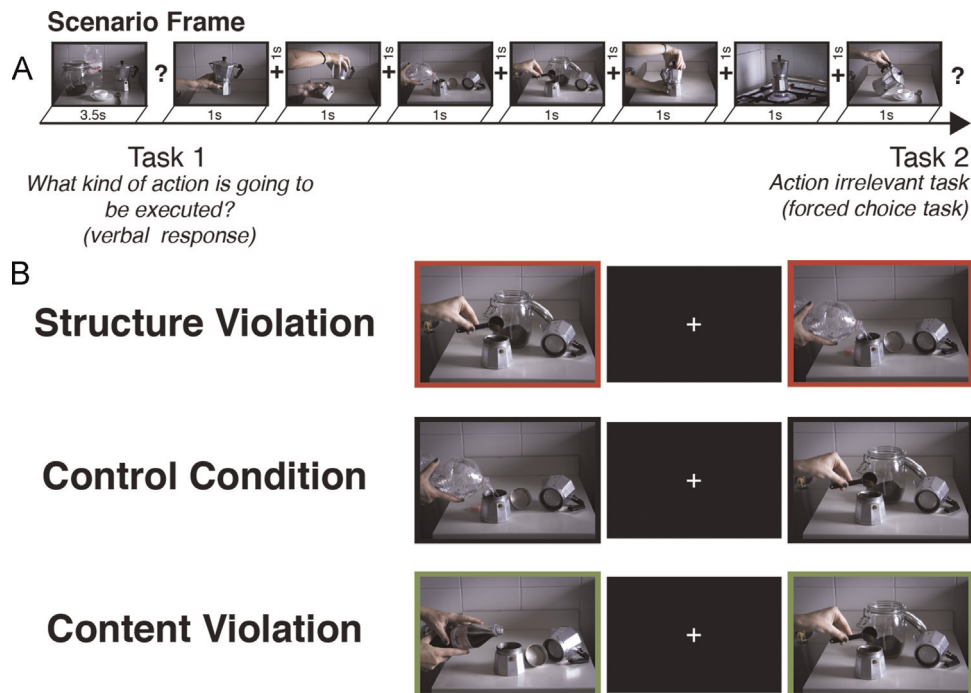 Scenario Frame
A
? + 1s + 1s + 1s + 1s + 1s + 1s ?
3.5s 1s 1s 1s 1s 1s 1s 1s
Task 1
What kind of action is going to
be executed?
(verbal response)
Task 2
Action irrelevant task
(forced choice task)
B
Structure Violation
+
Control Condition
+
Content Violation
+